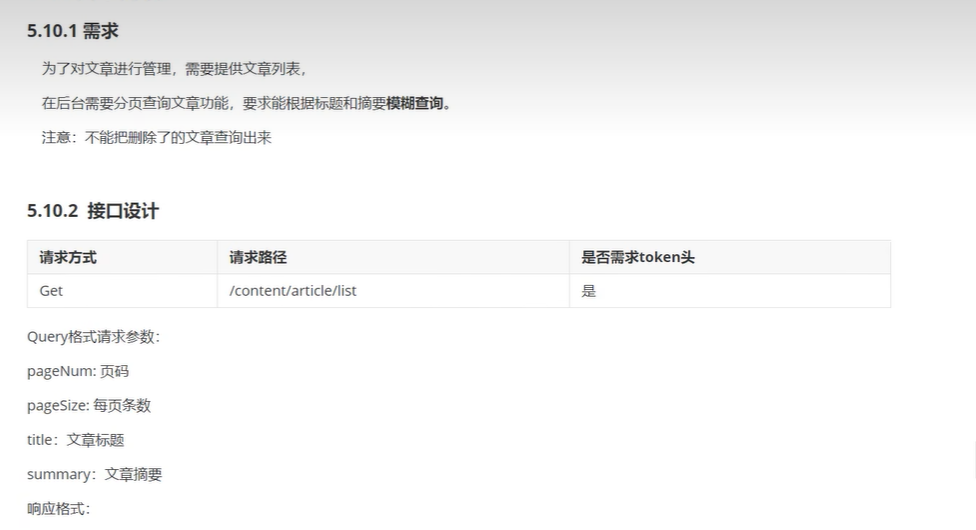 5.10.1 需求
为了对文章进行管理，需要提供文章列表，
在后台需要分页查询文章功能，要求能根据标题和摘要模糊查询。
注意：不能把删除了的文章查询出来
5.10.2 接口设计
请求方式 请求路径 是否需求token头
Get /content/article/list 是
Query格式请求参数：
pageNum: 页码
pageSize: 每页条数
title：文章标题
summary：文章摘要
响应格式：